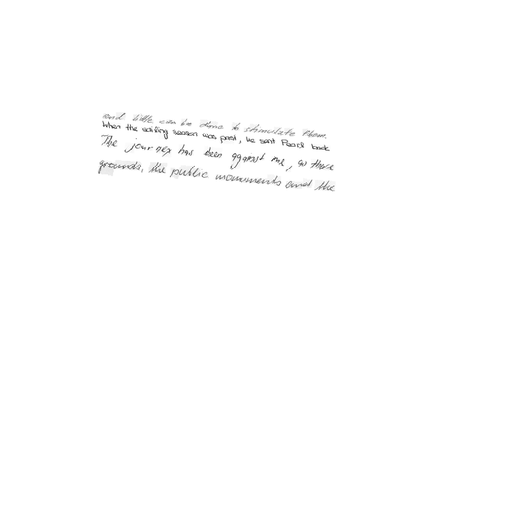 and little can be done to stimulate them.
When the sailing season was past, he sent Read back
The journey has been against me, so these
grounds, the public monuments and the